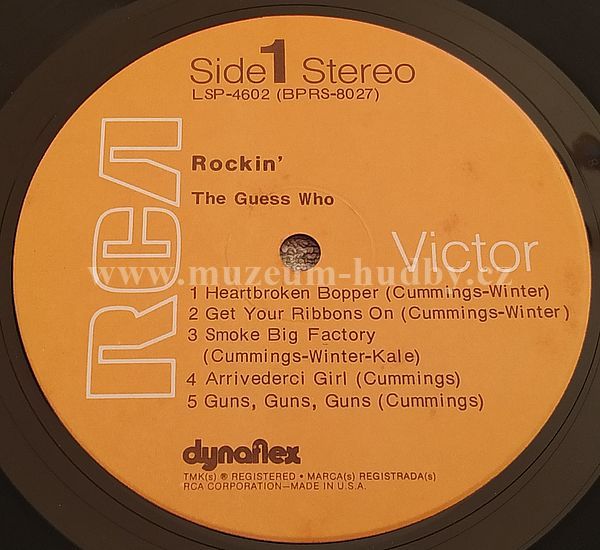 Side 1 Stereo
LSP-4602 (BPRS-8027)
RCA
Rockin'
The Guess Who
Victor
www.muzeum-hudby.cz
1 Heartbroken Bopper (Cummings-Winter)
2 Get Your Ribbons On (Cummings-Winter)
3 Smoke Big Factory
(Cummings-Winter-Kale)
4 Arrivederci Girl (Cummings)
5 Guns, Guns, Guns (Cummings)
dynaflex
TMK(s) ® REGISTERED • MARCA(s) REGISTRADA(s)
RCA CORPORATION—MADE IN U.S.A.